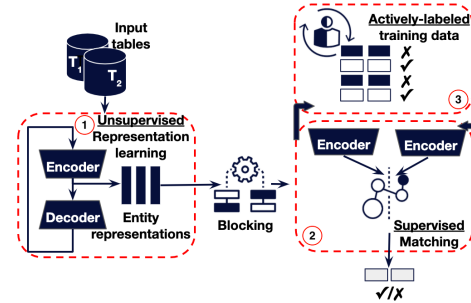 Input
tables
T1
T2
1
Unsupervised
Representation
learning
Encoder
Decoder
Entity
representations
Blocking
Actively-labeled
training data
✗
✓
✗
✓
3
Encoder
Encoder
2
Supervised
Matching
✓/✗